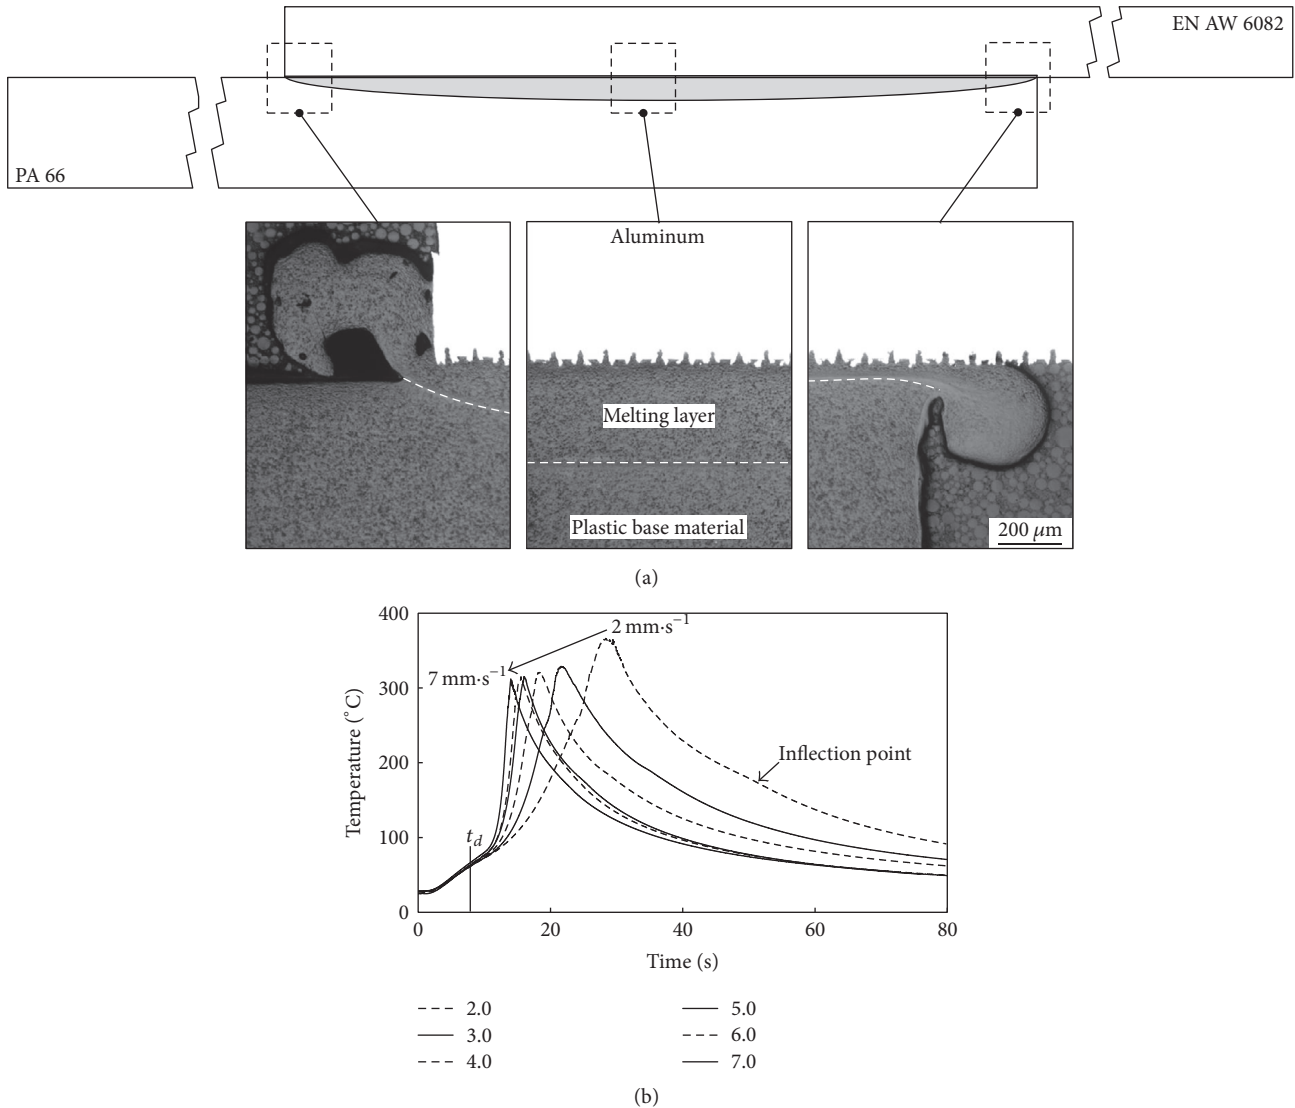 EN AW 6082
PA 66
Aluminum
Melting layer
Plastic base material
200 μm
(a)
400
300
200
100
0
Temperature (°C)
2 mm·s⁻¹
7 mm·s⁻¹
Inflection point
t_d
0 20 40 60 80
Time (s)
2.0 5.0
3.0 6.0
4.0 7.0
(b)